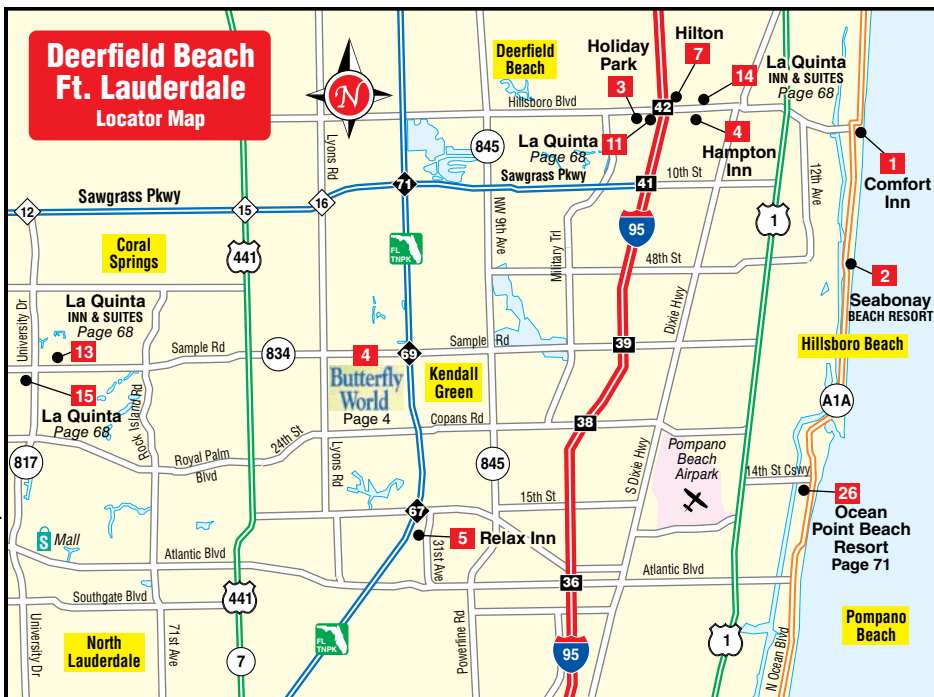 Deerfield Beach
Ft. Lauderdale
Locator Map
N
Deerfield
Beach
Holiday
Park
3
Hilton
7
14
La Quinta
INN & SUITES
Page 68
Hillsboro Blvd
42
Lyons Rd
845
La Quinta
Page 68
11
4
Hampton
Inn
1
Comfort
Inn
Sawgrass Pkwy
71
Sawgrass Pkwy
41
10th St
12th Ave
12
15
16
Coral
Springs
441
FL
TNPK
NW 9th Ave
Military Trl
95
1
48th St
2
Seabonay
BEACH RESORT
La Quinta
INN & SUITES
Page 68
13
University Dr
Sample Rd
834
4
69
Sample Rd
39
Dixie Hwy
Hillsboro Beach
Butterfly
World
Page 4
Kendall
Green
15
La Quinta
Page 68
Rock Island Rd
A1A
Copans Rd
38
24th St
817
Royal Palm
Blvd
Lyons Rd
845
S Dixie Hwy
Pompano
Beach
Airpark
14th St Cswy
26
Ocean
Point Beach
Resort
Page 71
15th St
67
S
Mall
5
Relax Inn
31st Ave
Atlantic Blvd
36
Atlantic Blvd
Southgate Blvd
441
University Dr
North
Lauderdale
71st Ave
7
FL
TNPK
Powerline Rd
95
1
N Ocean Blvd
Pompano
Beach